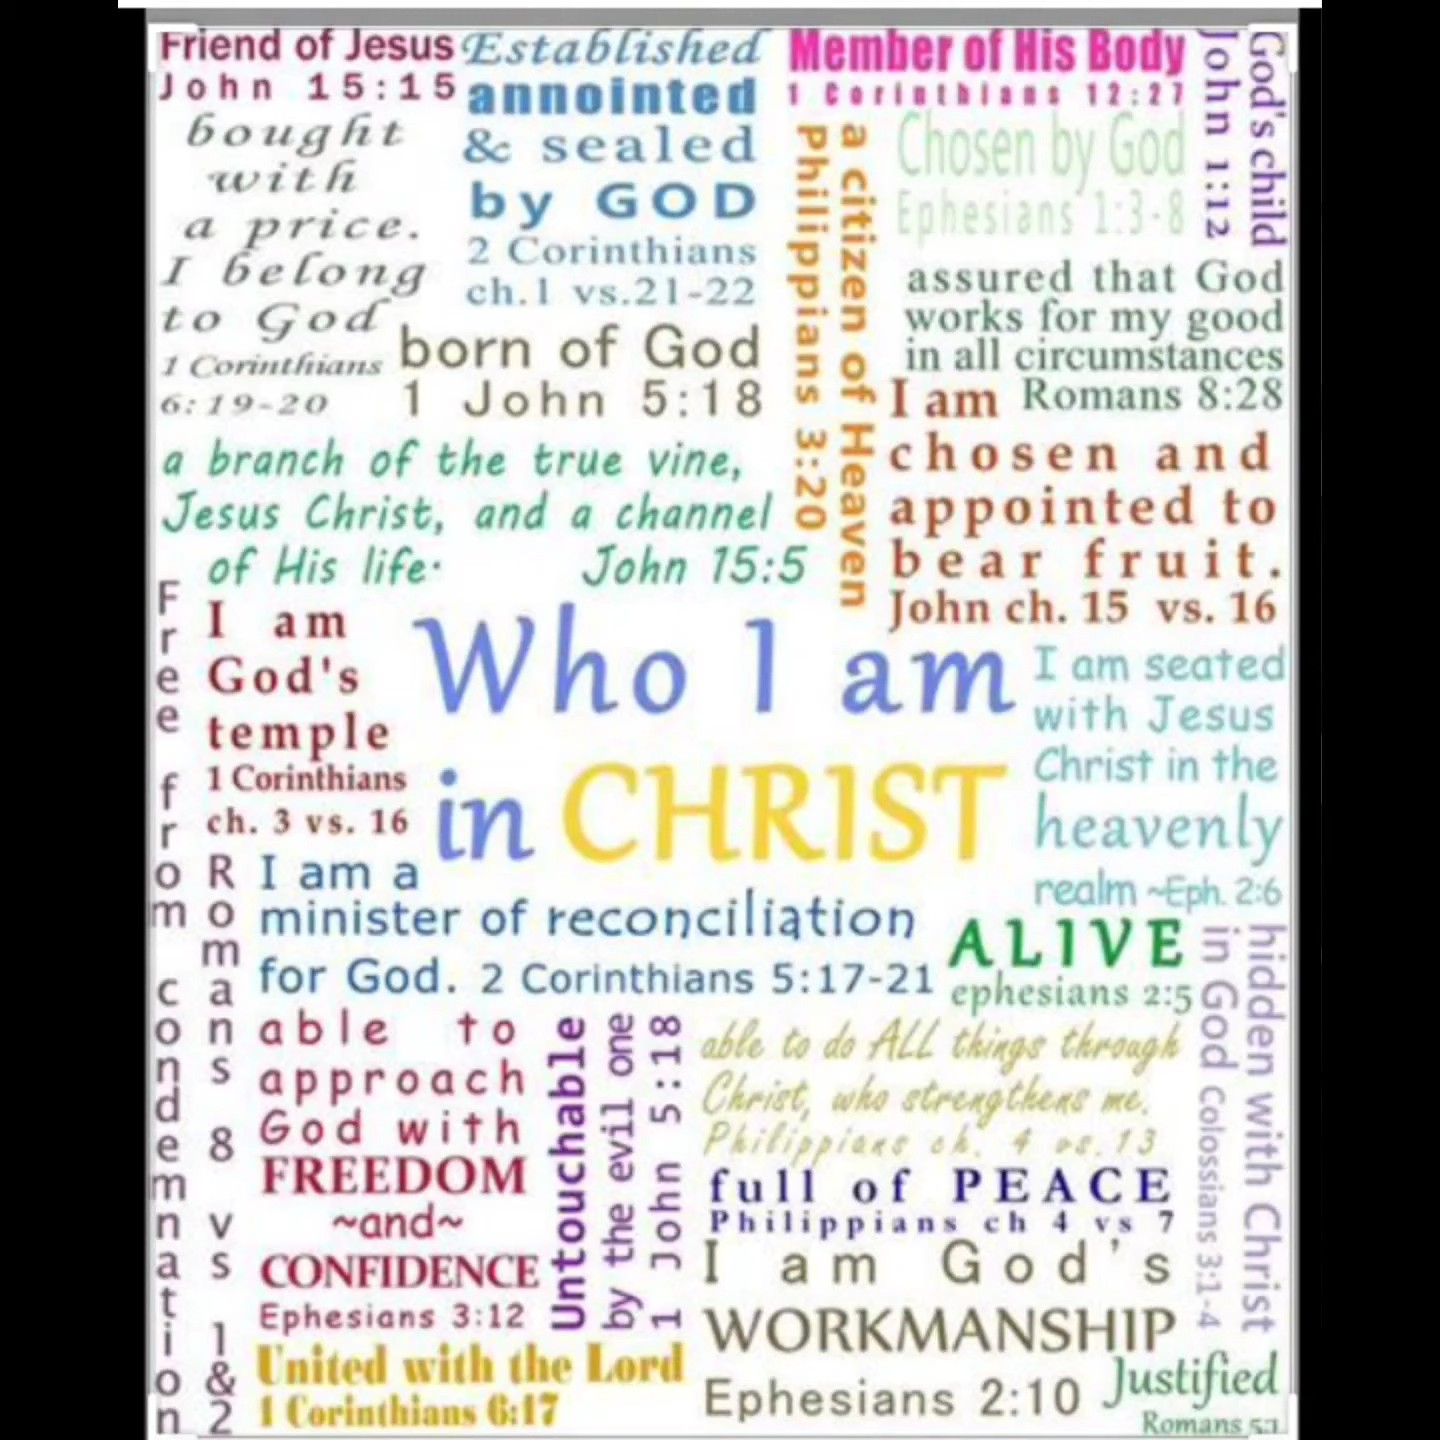 Friend of Jesus
John 15:15
Established
annointed
& sealed
by GOD
2 Corinthians
ch.1 vs.21-22
Member of His Body
1 Corinthians 12:27
God's child
John 1:12
bought
with
a price.
I belong
to God
1 Corinthians
6:19-20
born of God
1 John 5:18
a citizen of Heaven
Philippians 3:20
Chosen by God
Ephesians 1:3-8
assured that God
works for my good
in all circumstances
Romans 8:28
a branch of the true vine,
Jesus Christ, and a channel
of His life.
John 15:5
I am
chosen and
appointed to
bear fruit.
John ch. 15 vs. 16
Free from condemnation
Romans 8 vs 1&2
I am
God's
temple
1 Corinthians
ch. 3 vs. 16
Who I am
in CHRIST
I am seated
with Jesus
Christ in the
heavenly
realm ~Eph. 2:6
I am a
minister of reconciliation
for God. 2 Corinthians 5:17-21
ALIVE
ephesians 2:5
hidden with Christ
in God Colossians 3:1-4
able to
approach
God with
FREEDOM
~and~
CONFIDENCE
Ephesians 3:12
Untouchable
by the evil one
1 John 5:18
able to do ALL things through
Christ, who strengthens me.
Philippians ch. 4 vs. 13
full of PEACE
Philippians ch 4 vs 7
I am God's
WORKMANSHIP
Ephesians 2:10
United with the Lord
1 Corinthians 6:17
Justified
Romans 5:1